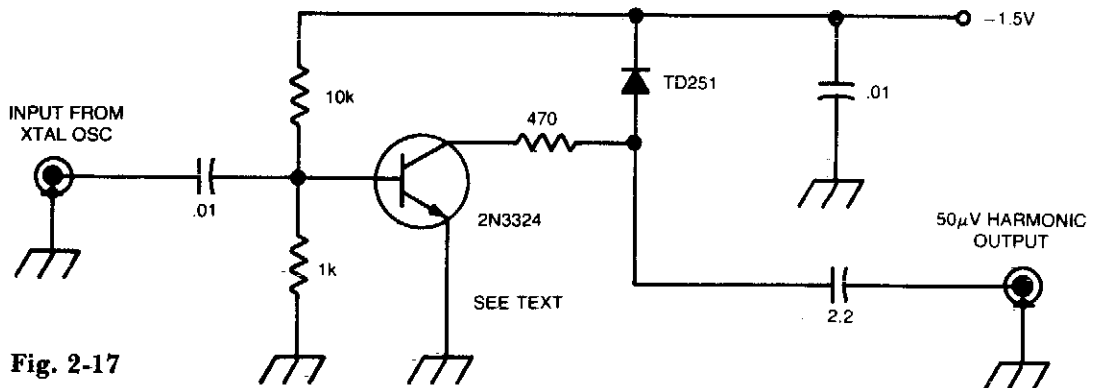 −1.5V
TD251
.01
10k
470
INPUT FROM
XTAL OSC
.01
2N3324
50μV HARMONIC
OUTPUT
1k
SEE TEXT
2.2
Fig. 2-17